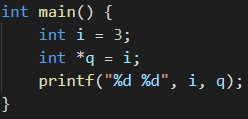 int main() {
    int i = 3;
    int *q = i;
    printf("%d %d", i, q);
}